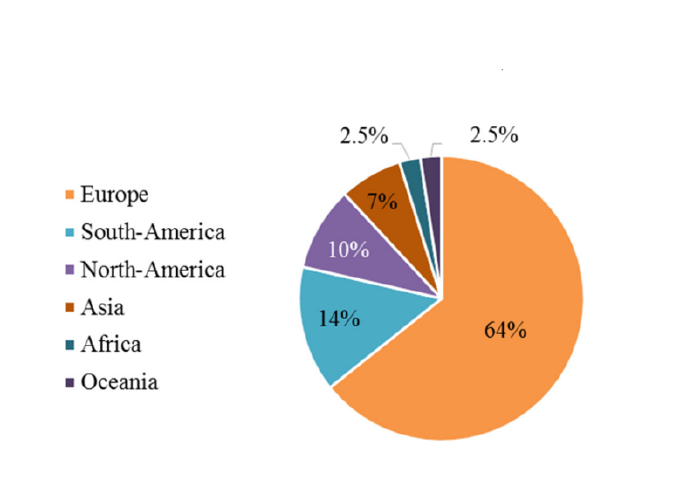 2.5%
2.5%
Europe
South-America
North-America
Asia
Africa
Oceania
7%
10%
14%
64%